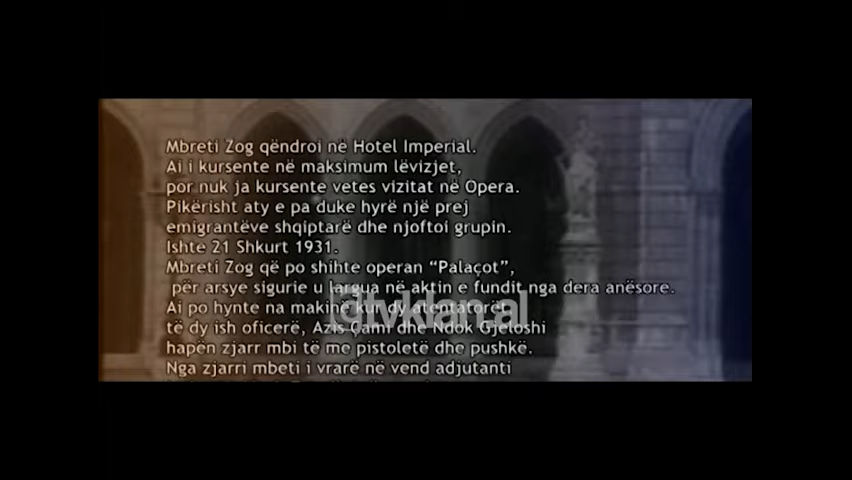 Mbreti Zog qëndroi në Hotel Imperial.
Ai i kursente në maksimum lëvizjet,
por nuk ja kursente vetes vizitat në Opera.
Pikërisht aty e pa duke hyrë një prej
emigrantëve shqiptarë dhe njoftoi grupin.
Ishte 21 Shkurt 1931.
Mbreti Zog që po shihte operan “Palaçot”,
për arsye sigurie u largua në aktin e fundit nga dera anësore.
Ai po hynte na makinë kur dy atentatorët
@tvklan.al
të dy ish oficerë, Azis Çami dhe Ndok Gjeloshi
hapën zjarr mbi të me pistoletë dhe pushkë.
Nga zjarri mbeti i vrarë në vend adjutanti